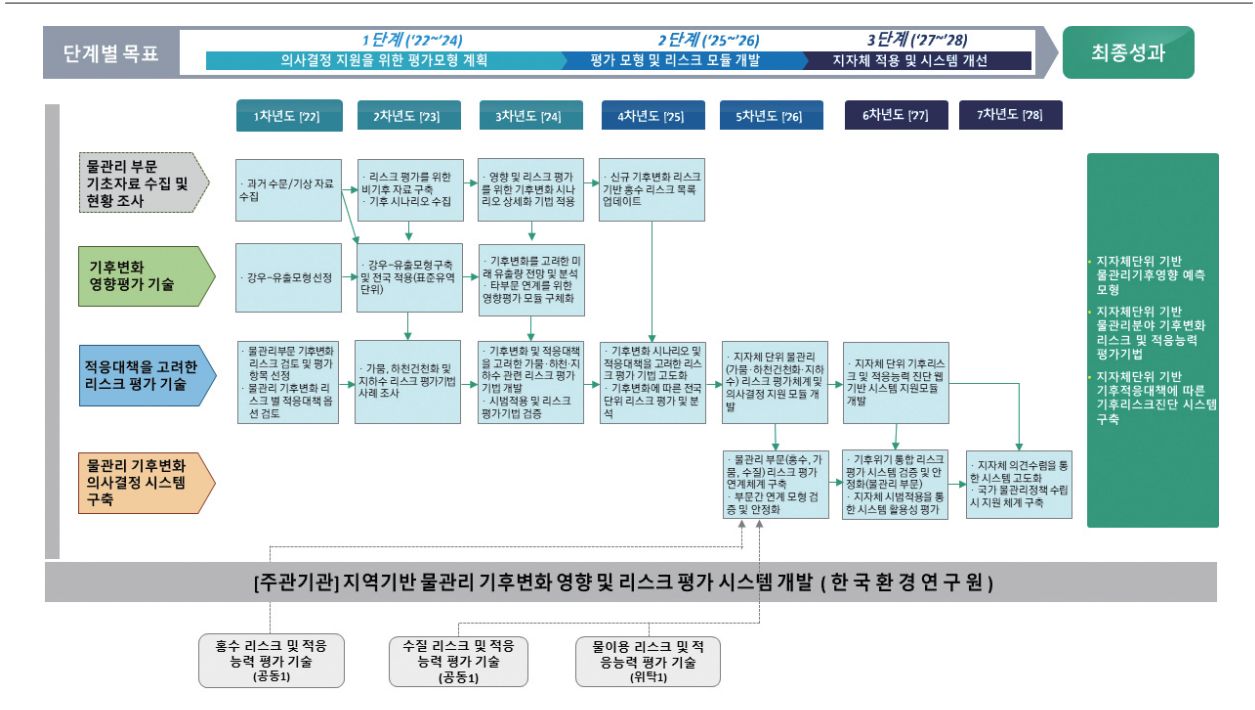 단계별 목표
1단계 ('22~'24)
의사결정 지원을 위한 평가모형 계획
2단계 ('25~'26)
평가 모형 및 리스크 모듈 개발
3단계 ('27~'28)
지자체 적용 및 시스템 개선
최종성과
1차년도 ['22]
2차년도 ['23]
3차년도 ['24]
4차년도 ['25]
5차년도 ['26]
6차년도 ['27]
7차년도 ['28]
물관리 부문
기초자료 수집 및
현황 조사
· 과거 수문/기상 자료
수집
· 리스크 평가를 위한
비기후 자료 구축
· 기후 시나리오 수집
· 영향 및 리스크 평가
를 위한 기후변화 시나
리오 상세화 기법 적용
· 신규 기후변화 리스크
기반 홍수 리스크 목록
업데이트
기후변화
영향평가 기술
· 강우-유출모형선정
· 강우-유출모형구축
및 전국 적용(표준유역
단위)
· 기후변화를 고려한 미
래 유출량 전망 및 분석
· 타부문 연계를 위한
영향평가 모듈 구체화
적응대책을 고려한
리스크 평가 기술
· 물관리부문 기후변화
리스크 검토 및 평가
항목 선정
· 물관리 기후변화 리
스크 별 적응대책 옵
션 검토
· 가뭄, 하천건천화 및
지하수 리스크 평가기법
사례 조사
· 기후변화 및 적응대책
을 고려한 가뭄·하천·지
하수 관련 리스크 평가
기법 개발
· 시범적용 및 리스크
평가기법 검증
· 기후변화 시나리오 및
적응대책을 고려한 리스
크 평가 기법 고도화
· 기후변화에 따른 전국
단위 리스크 평가 및 분
석
· 지자체 단위 물관리
(가뭄·하천건천화·지하
수) 리스크 평가체계 및
의사결정 지원 모듈 개
발
· 지자체 단위 기후리스
크 및 적응능력 진단 웹
기반 시스템 지원모듈
개발
물관리 기후변화
의사결정 시스템
구축
· 물관리 부문(홍수, 가
뭄, 수질) 리스크 평가
연계체계 구축
· 부문간 연계 모형 검
증 및 안정화
· 기후위기 통합 리스크
평가 시스템 검증 및 안
정화(물관리 부문)
· 지자체 시범적용을 통
한 시스템 활용성 평가
· 지자체 의견수렴을 통
한 시스템 고도화
· 국가 물관리정책 수립
시 지원 체계 구축
• 지자체단위 기반
물관리기후영향 예측
모형
• 지자체단위 기반
물관리분야 기후변화
리스크 및 적응능력
평가기법
• 지자체단위 기반
기후적응대책에 따른
기후리스크진단 시스템
구축
[주관기관] 지역기반 물관리 기후변화 영향 및 리스크 평가 시스템 개발 ( 한 국 환 경 연 구 원 )
홍수 리스크 및 적응
능력 평가 기술
(공동1)
수질 리스크 및 적응
능력 평가 기술
(공동1)
물이용 리스크 및 적
응능력 평가 기술
(위탁1)